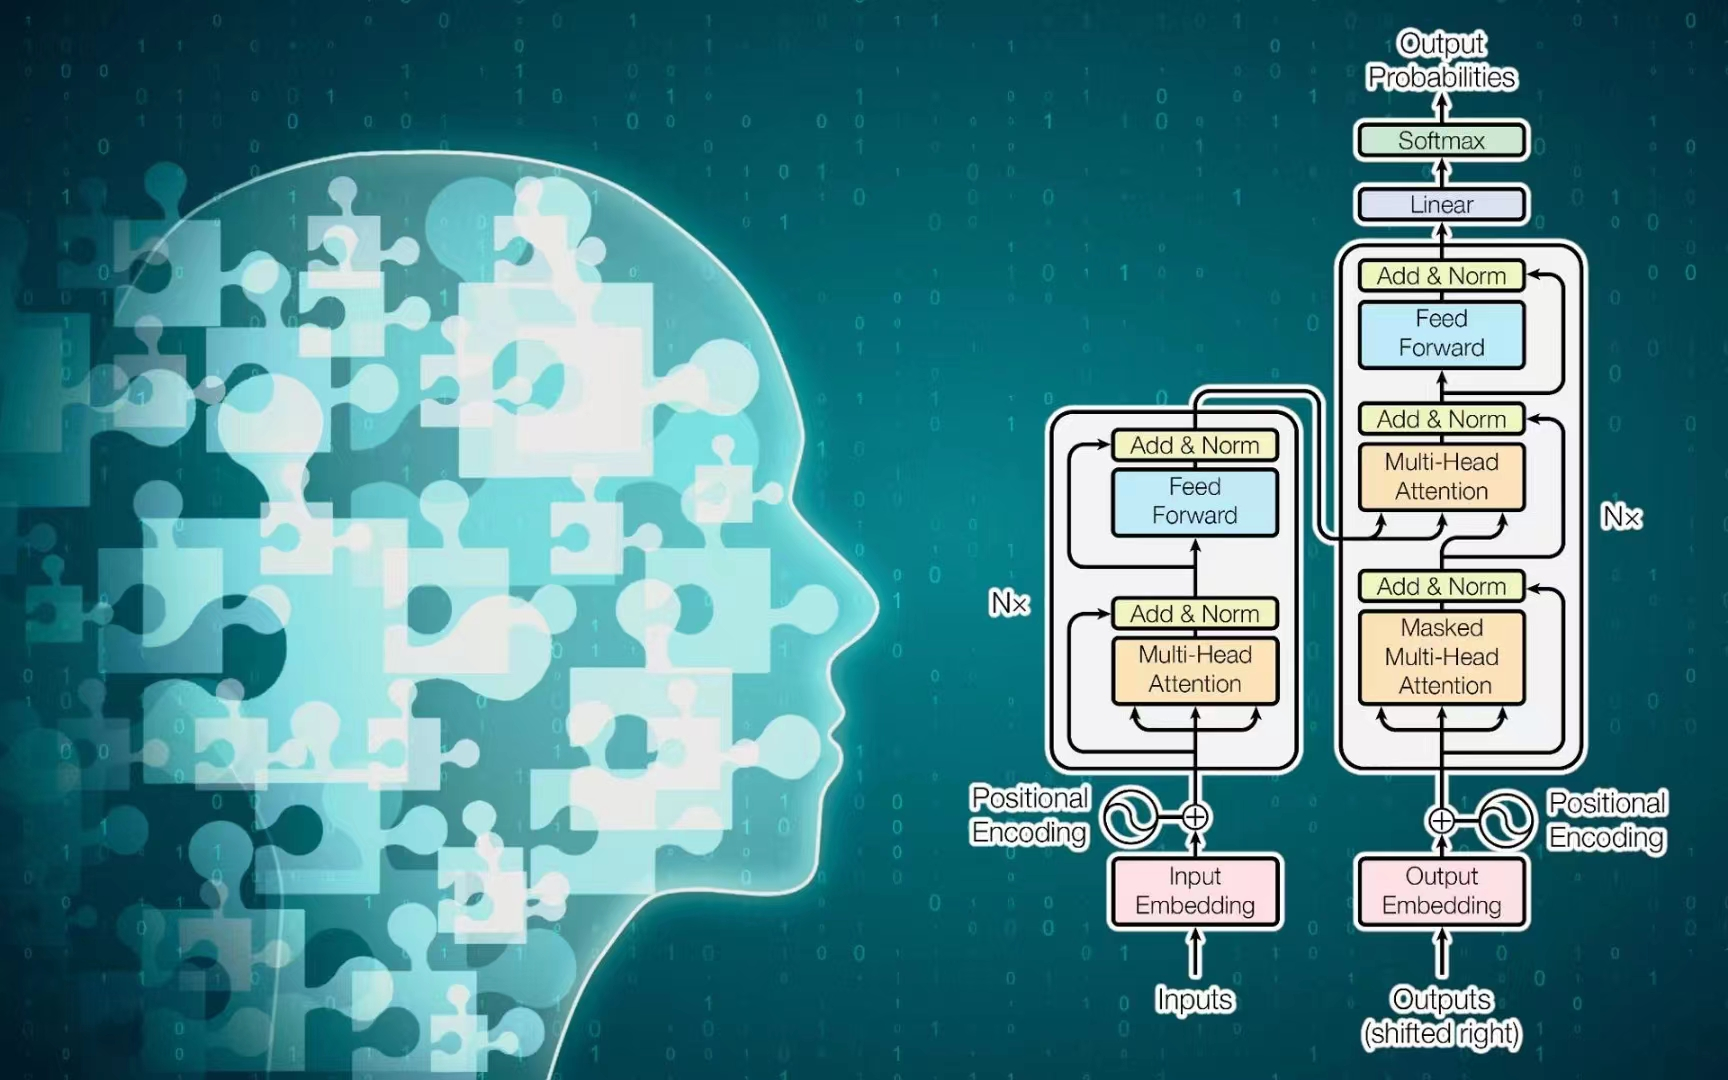 Output
Probabilities
Softmax
Linear
Add & Norm
Feed
Forward
Add & Norm
Multi-Head
Attention
Nx
Add & Norm
Masked
Multi-Head
Attention
Add & Norm
Feed
Forward
Nx
Add & Norm
Multi-Head
Attention
Positional
Encoding
Positional
Encoding
Input
Embedding
Output
Embedding
Inputs
Outputs
(shifted right)